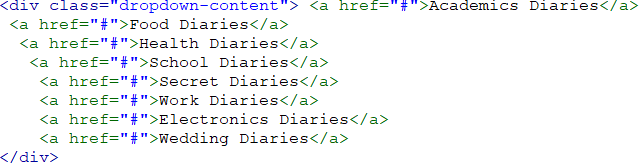 <div class="dropdown-content"> <a href="#">Academics Diaries</a>
<a href="#">Food Diaries</a>
<a href="#">Health Diaries</a>
<a href="#">School Diaries</a>
<a href="#">Secret Diaries</a>
<a href="#">Work Diaries</a>
<a href="#">Electronics Diaries</a>
<a href="#">Wedding Diaries</a>
</div>